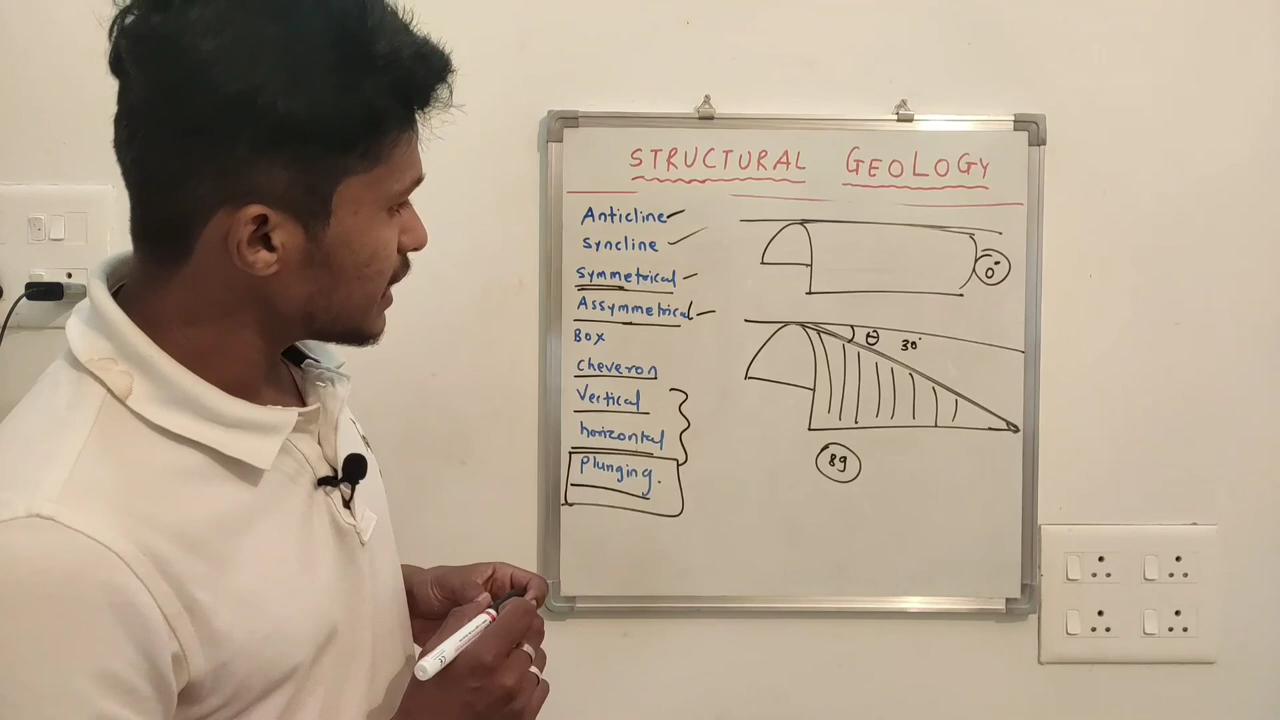 STRUCTURAL GEOLOGY
Anticline
syncline
symmetrical
Assymmetrical
Box
cheveron
Vertical
horizontal
Plunging.
0°
θ 30°
89